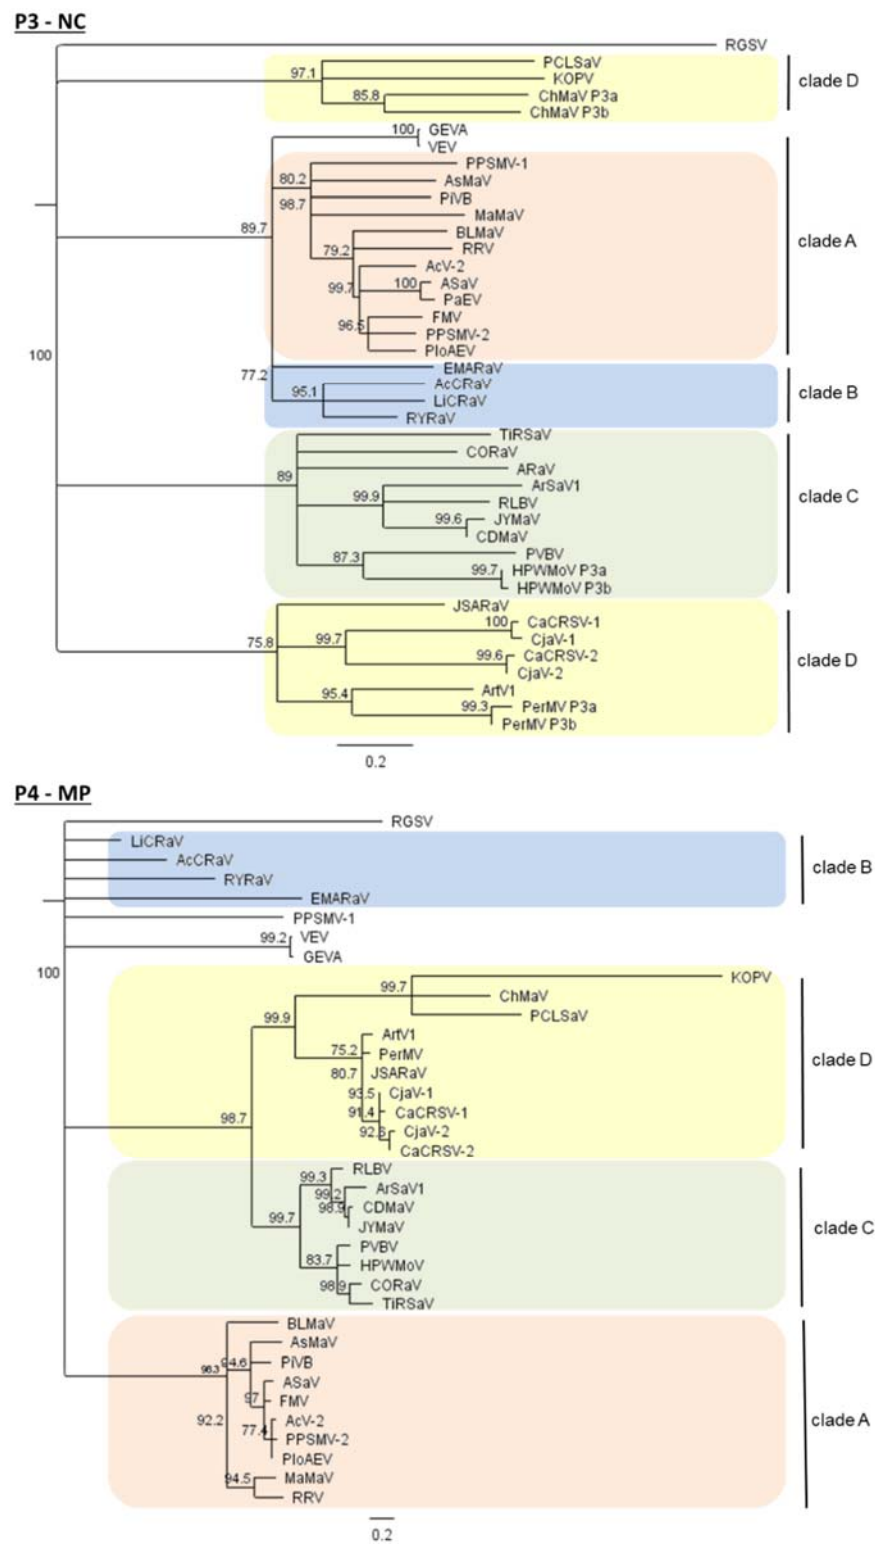 P3 - NC
RGSV
PCLSaV
97.1
KOPV
clade D
85.8
ChMaV P3a
ChMaV P3b
100
GEVA
VEV
PPSMV-1
80.2
AsMaV
PiVB
98.7
MaMaV
89.7
BLMaV
clade A
79.2
RRV
AcV-2
99.7
100
ASaV
PaEV
FMV
96.5
PPSMV-2
100
PloAEV
77.2
EMARaV
AcCRaV
95.1
clade B
LiCRaV
RYRaV
TiRSaV
CORaV
89
ARaV
ArSaV1
99.9
clade C
RLBV
99.6
JYMaV
CDMaV
PVBV
87.3
99.7
HPWMoV P3a
HPWMoV P3b
JSARaV
100
CaCRSV-1
75.8
99.7
CjaV-1
99.6
CaCRSV-2
clade D
CjaV-2
95.4
ArtV1
99.3
PerMV P3a
PerMV P3b
0.2
P4 - MP
RGSV
LiCRaV
AcCRaV
clade B
RYRaV
EMARaV
PPSMV-1
99.2
VEV
GEVA
100
KOPV
99.7
ChMaV
99.9
PCLSaV
ArtV1
75.2
PerMV
clade D
80.7
JSARaV
93.5
CjaV-1
98.7
91.4
CaCRSV-1
92.6
CjaV-2
CaCRSV-2
RLBV
99.3
99.2
ArSaV1
98.9
CDMaV
99.7
JYMaV
clade C
PVBV
83.7
HPWMoV
98.9
CORaV
TiRSaV
BLMaV
AsMaV
96.3
94.6
PiVB
ASaV
97
FMV
92.2
AcV-2
clade A
77.4
PPSMV-2
PloAEV
94.5
MaMaV
RRV
0.2